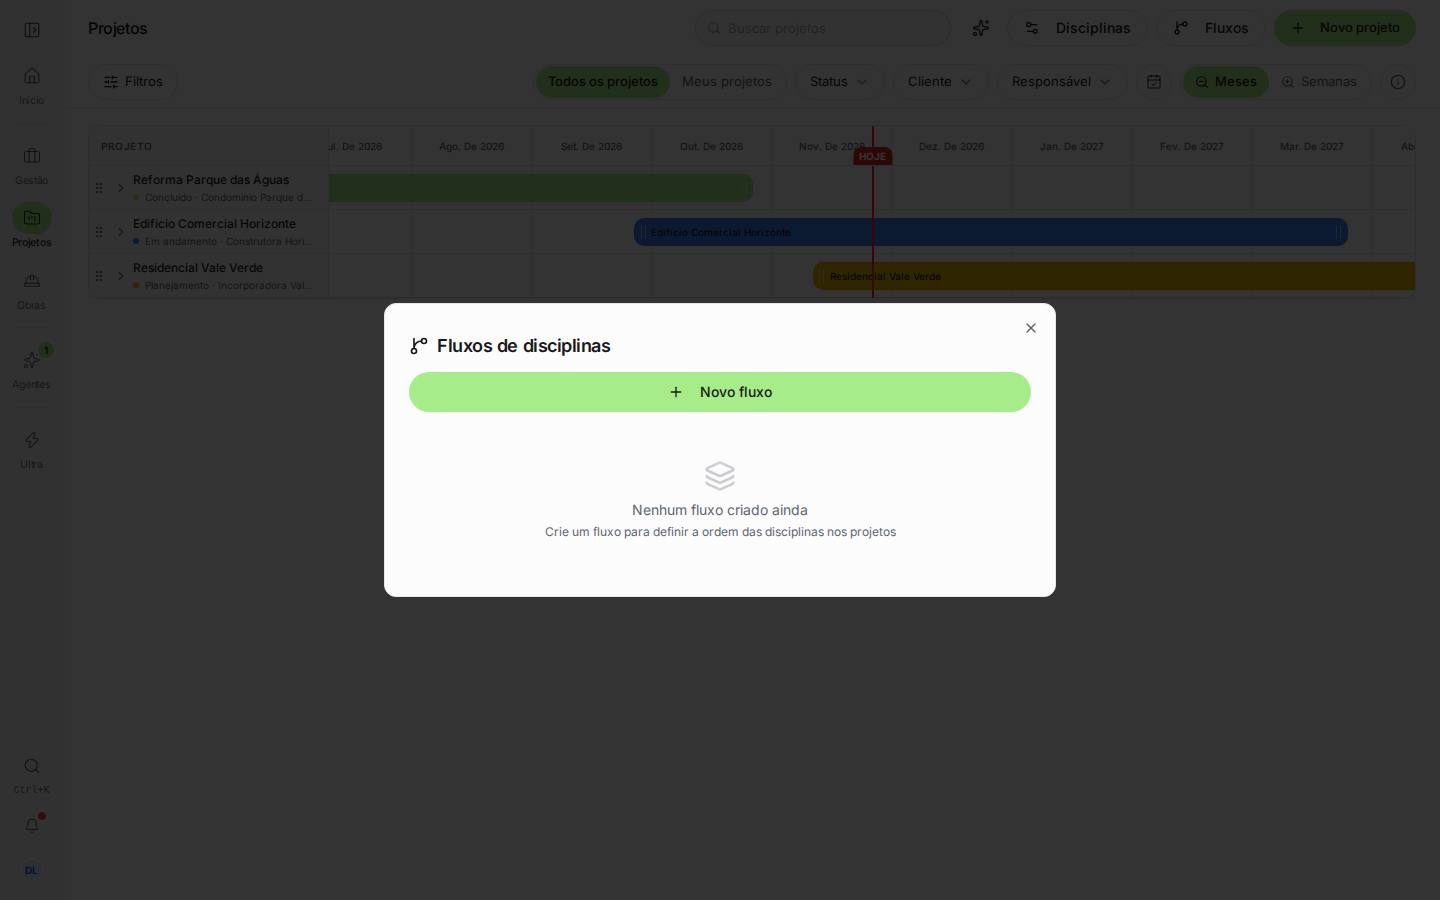 Projetos
Buscar projetos
Disciplinas
Fluxos
Novo projeto
Início
Gestão
Projetos
Obras
1
Agentes
Ultra
Ctrl+K
DL
Filtros
Todos os projetos
Meus projetos
Status
Cliente
Responsável
Meses
Semanas
PROJETO
ul. De 2026
Ago. De 2026
Set. De 2026
Out. De 2026
Nov. De 2026
Dez. De 2026
Jan. De 2027
Fev. De 2027
Mar. De 2027
Ab
HOJE
Reforma Parque das Águas
Concluído · Condomínio Parque d...
Edifício Comercial Horizonte
Em andamento · Construtora Hori...
Edifício Comercial Horizonte
Residencial Vale Verde
Planejamento · Incorporadora Val...
Residencial Vale Verde
Fluxos de disciplinas
Novo fluxo
Nenhum fluxo criado ainda
Crie um fluxo para definir a ordem das disciplinas nos projetos